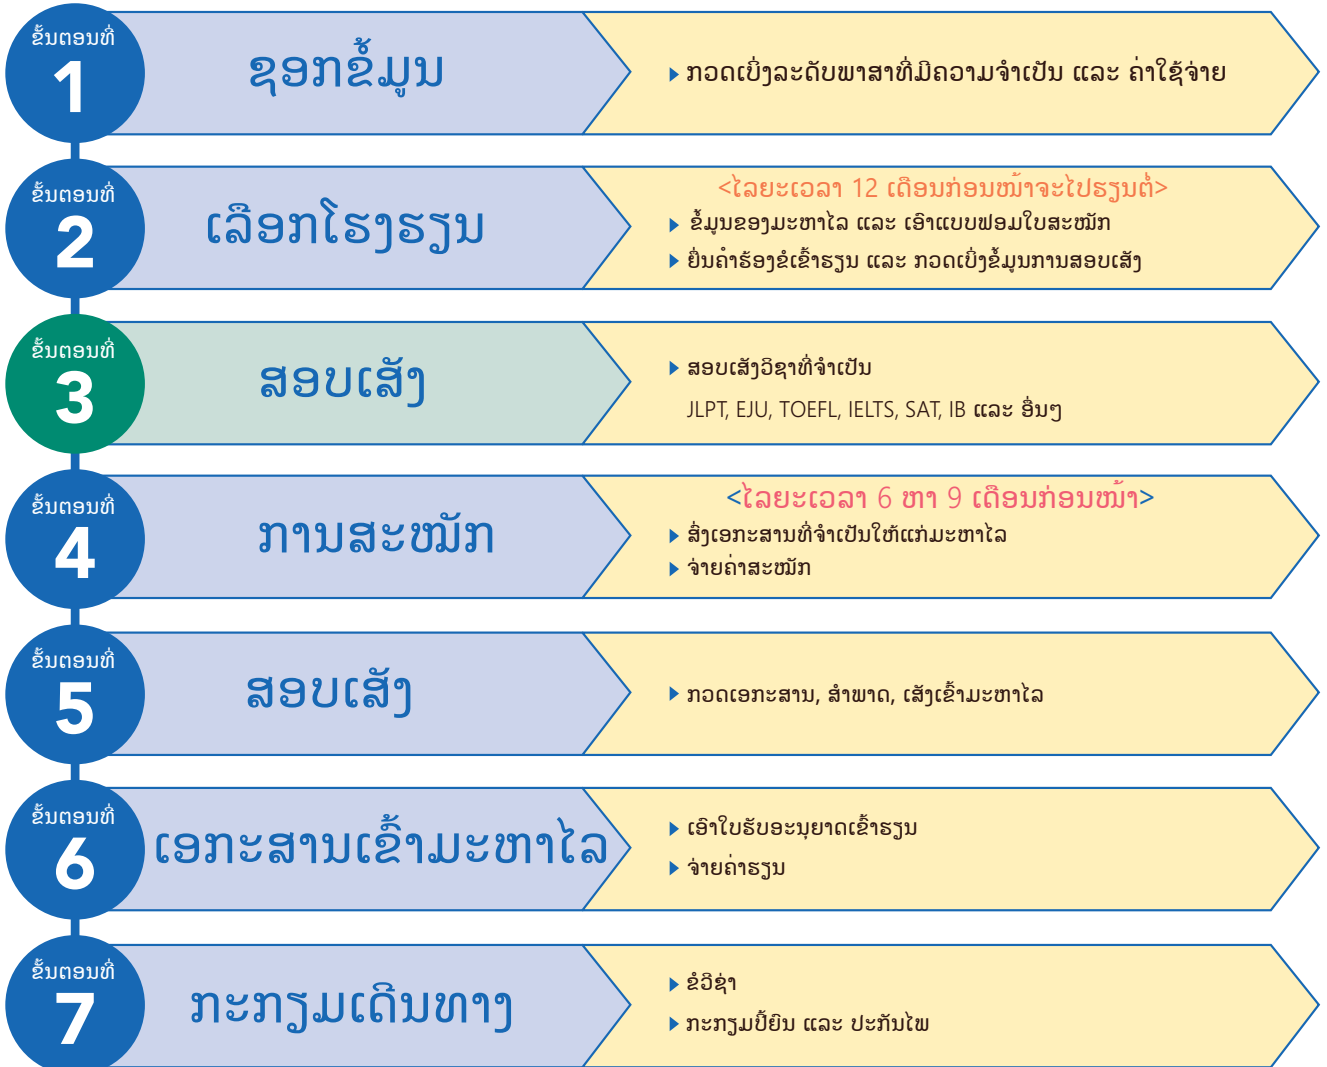 ຂັ້ນຕອນທີ່
1
ຊອກຂໍ້ມູນ
ກວດເບິ່ງລະດັບພາສາທີ່ມີຄວາມຈຳເປັນ ແລະ ຄ່າໃຊ້ຈ່າຍ
ຂັ້ນຕອນທີ່
2
ເລືອກໂຮງຮຽນ
<ໄລຍະເວລາ 12 ເດືອນກ່ອນໜ້າຈະໄປຮຽນຕໍ່>
ຂໍ້ມູນຂອງມະຫາໄລ ແລະ ເອົາແບບຟອມໃບສະໝັກ
ຍື່ນຄຳຮ້ອງຂໍເຂົ້າຮຽນ ແລະ ກວດເບິ່ງຂໍ້ມູນການສອບເສັງ
ຂັ້ນຕອນທີ່
3
ສອບເສັງ
ສອບເສັງວິຊາທີ່ຈຳເປັນ
JLPT, EJU, TOEFL, IELTS, SAT, IB ແລະ ອື່ນໆ
ຂັ້ນຕອນທີ່
4
ການສະໝັກ
<ໄລຍະເວລາ 6 ຫາ 9 ເດືອນກ່ອນໜ້າ>
ສົ່ງເອກະສານທີ່ຈຳເປັນໃຫ້ແກ່ມະຫາໄລ
ຈ່າຍຄ່າສະໝັກ
ຂັ້ນຕອນທີ່
5
ສອບເສັງ
ກວດເອກະສານ, ສຳພາດ, ເສັງເຂົ້າມະຫາໄລ
ຂັ້ນຕອນທີ່
6
ເອກະສານເຂົ້າມະຫາໄລ
ເອົາໃບຮັບອະນຸຍາດເຂົ້າຮຽນ
ຈ່າຍຄ່າຮຽນ
ຂັ້ນຕອນທີ່
7
ກະກຽມເດີນທາງ
ຂໍວີຊ່າ
ກະກຽມປີ້ຍົນ ແລະ ປະກັນໄພ